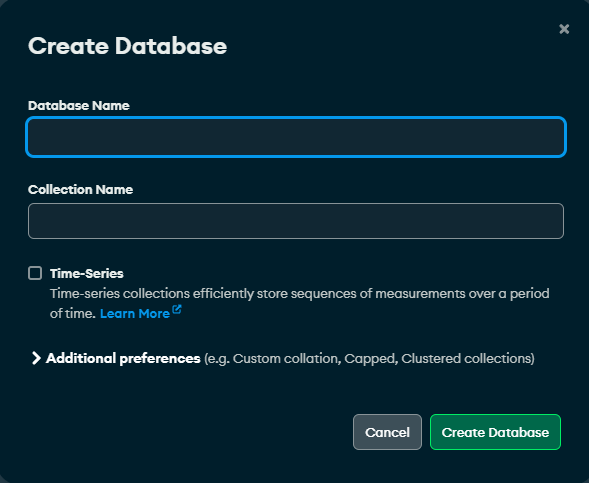 Create Database
Database Name
Collection Name
Time-Series
Time-series collections efficiently store sequences of measurements over a period
of time. Learn More
Additional preferences (e.g. Custom collation, Capped, Clustered collections)
Cancel
Create Database